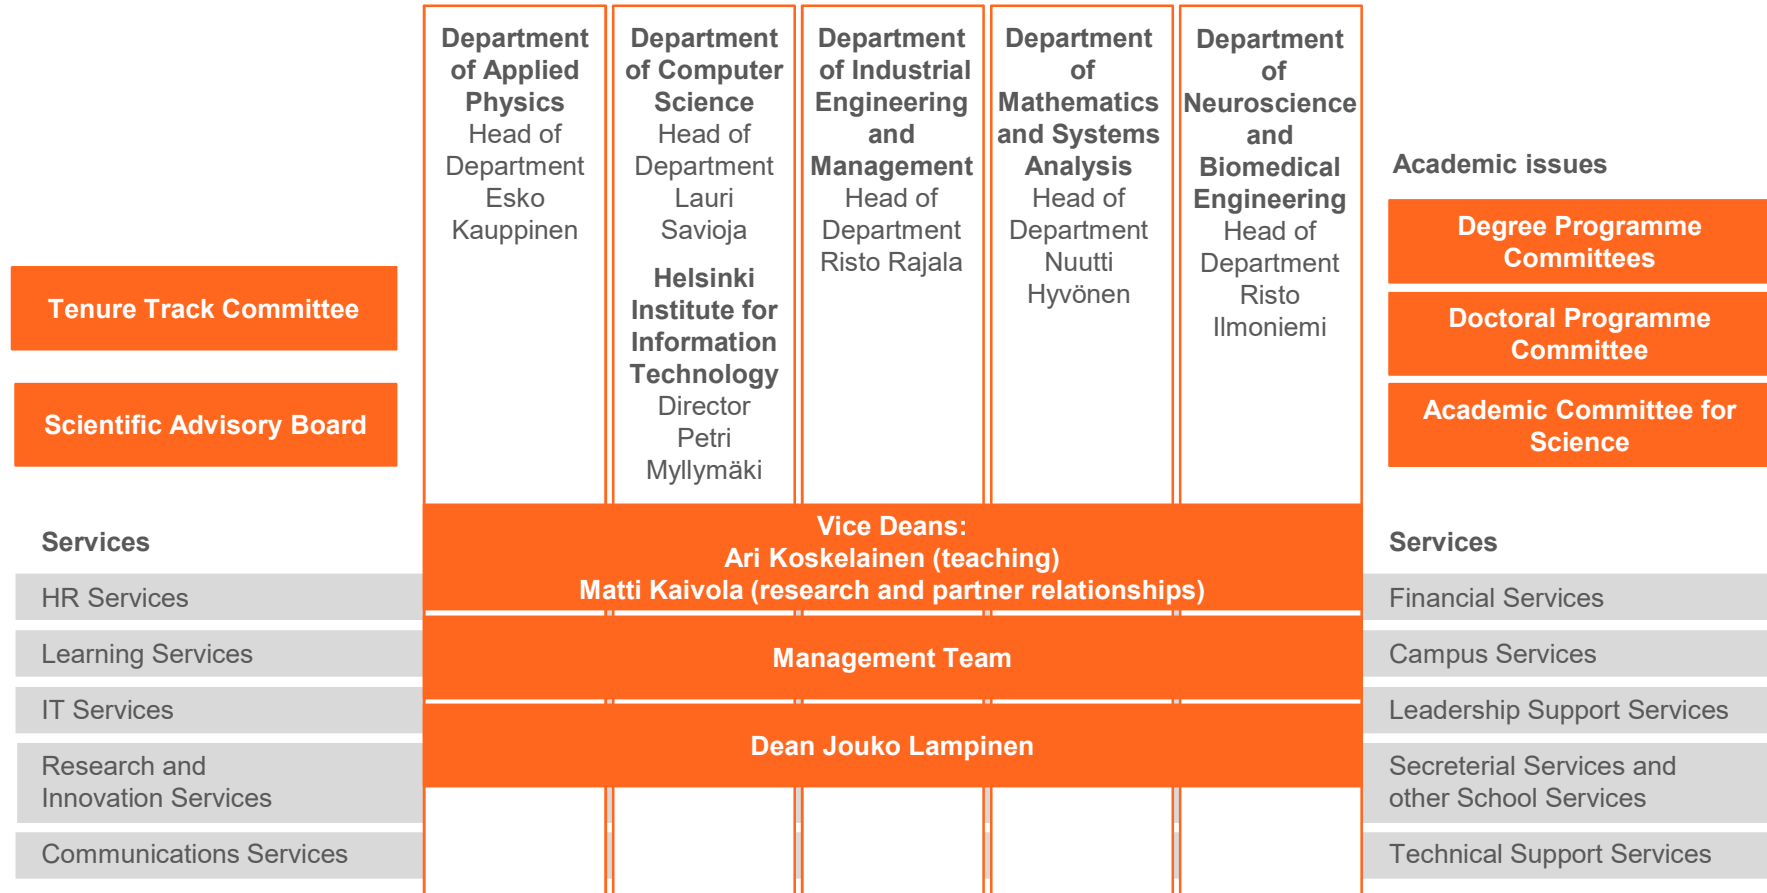 Department
of Applied
Physics
Head of
Department
Esko
Kauppinen
Department
of Computer
Science
Head of
Department
Lauri
Savioja
Helsinki
Institute for
Information
Technology
Director
Petri
Myllymäki
Department
of Industrial
Engineering
and
Management
Head of
Department
Risto Rajala
Department
of
Mathematics
and Systems
Analysis
Head of
Department
Nuutti
Hyvönen
Department
of
Neuroscience
and
Biomedical
Engineering
Head of
Department
Risto
Ilmoniemi
Tenure Track Committee
Scientific Advisory Board
Academic issues
Degree Programme
Committees
Doctoral Programme
Committee
Academic Committee for
Science
Vice Deans:
Ari Koskelainen (teaching)
Matti Kaivola (research and partner relationships)
Management Team
Dean Jouko Lampinen
Services
HR Services
Learning Services
IT Services
Research and
Innovation Services
Communications Services
Services
Financial Services
Campus Services
Leadership Support Services
Secreterial Services and
other School Services
Technical Support Services